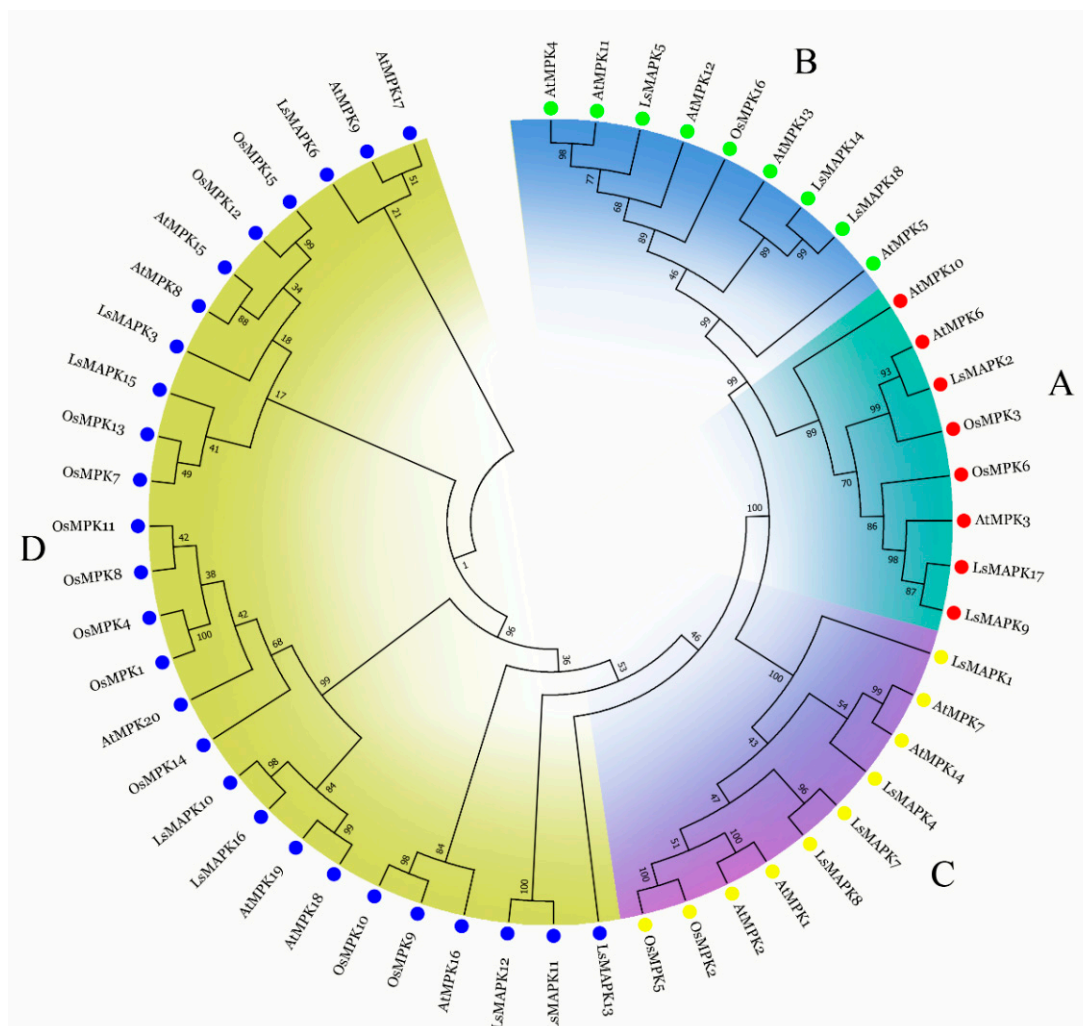 B
AtMPK4
AtMPK11
LsMAPK5
AtMPK12
OsMPK16
AtMPK13
LsMAPK14
LsMAPK18
AtMPK5
A
AtMPK10
AtMPK6
LsMAPK2
OsMPK3
OsMPK6
AtMPK3
LsMAPK17
LsMAPK9
C
LsMAPK1
AtMPK7
AtMPK14
LsMAPK4
LsMAPK7
LsMAPK8
AtMPK1
AtMPK2
OsMPK2
OsMPK5
D
LsMAPK13
LsMAPK11
LsMAPK12
AtMPK16
OsMPK9
OsMPK10
AtMPK18
AtMPK19
LsMAPK16
LsMAPK10
OsMPK14
AtMPK20
OsMPK1
OsMPK4
OsMPK8
OsMPK11
OsMPK7
OsMPK13
LsMAPK15
LsMAPK3
AtMPK8
AtMPK15
OsMPK12
OsMPK15
LsMAPK6
AtMPK9
AtMPK17
98
77
68
89
46
99
89
99
99
93
99
89
70
86
98
87
100
100
99
54
43
96
47
51
100
100
46
53
36
96
1
100
84
98
99
84
98
99
68
42
38
100
42
49
41
17
18
34
88
99
21
51